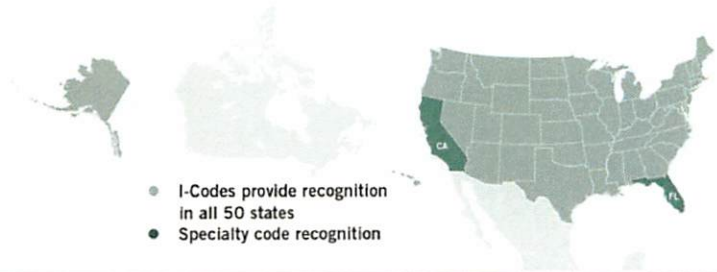 CA
FL
I-Codes provide recognition
in all 50 states
Specialty code recognition